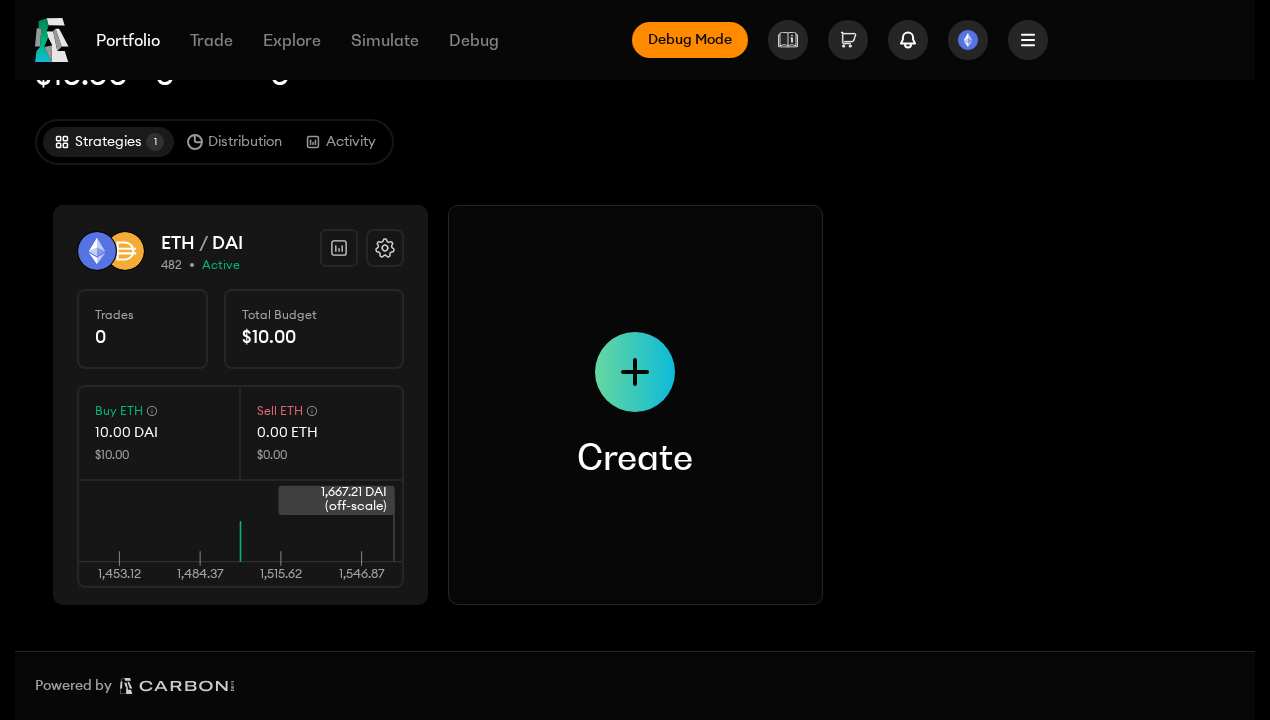 Portfolio Trade Explore Simulate Debug Debug Mode
Strategies 1 Distribution Activity
ETH / DAI
482 • Active
Trades
0
Total Budget
$10.00
Buy ETH
10.00 DAI
$10.00
Sell ETH
0.00 ETH
$0.00
1,667.21 DAI
(off-scale)
1,453.12 1,484.37 1,515.62 1,546.87
Create
Powered by CARBON